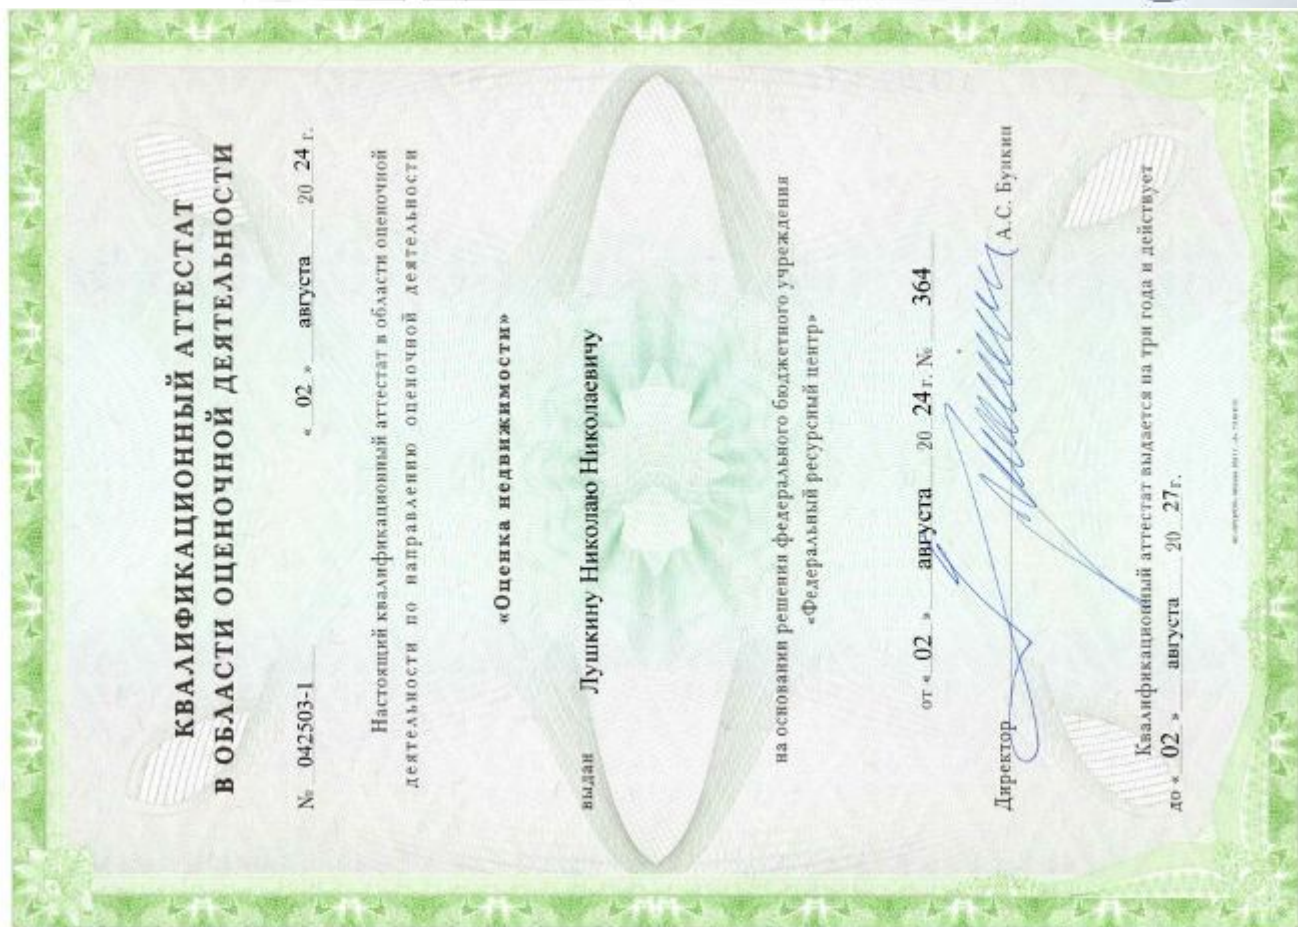 КВАЛИФИКАЦИОННЫЙ АТТЕСТАТ
В ОБЛАСТИ ОЦЕНОЧНОЙ ДЕЯТЕЛЬНОСТИ
№ 042503-1 « 02 » августа 20 24 г.
Настоящий квалификационный аттестат в области оценочной
деятельности по направлению оценочной деятельности
«Оценка недвижимости»
выдан Лушкину Николаю Николаевичу
на основании решения федерального бюджетного учреждения
«Федеральный ресурсный центр»
от « 02 » августа 20 24 г. № 364
Директор А.С. Бункин
Квалификационный аттестат выдается на три года и действует
до « 02 » августа 20 27 г.